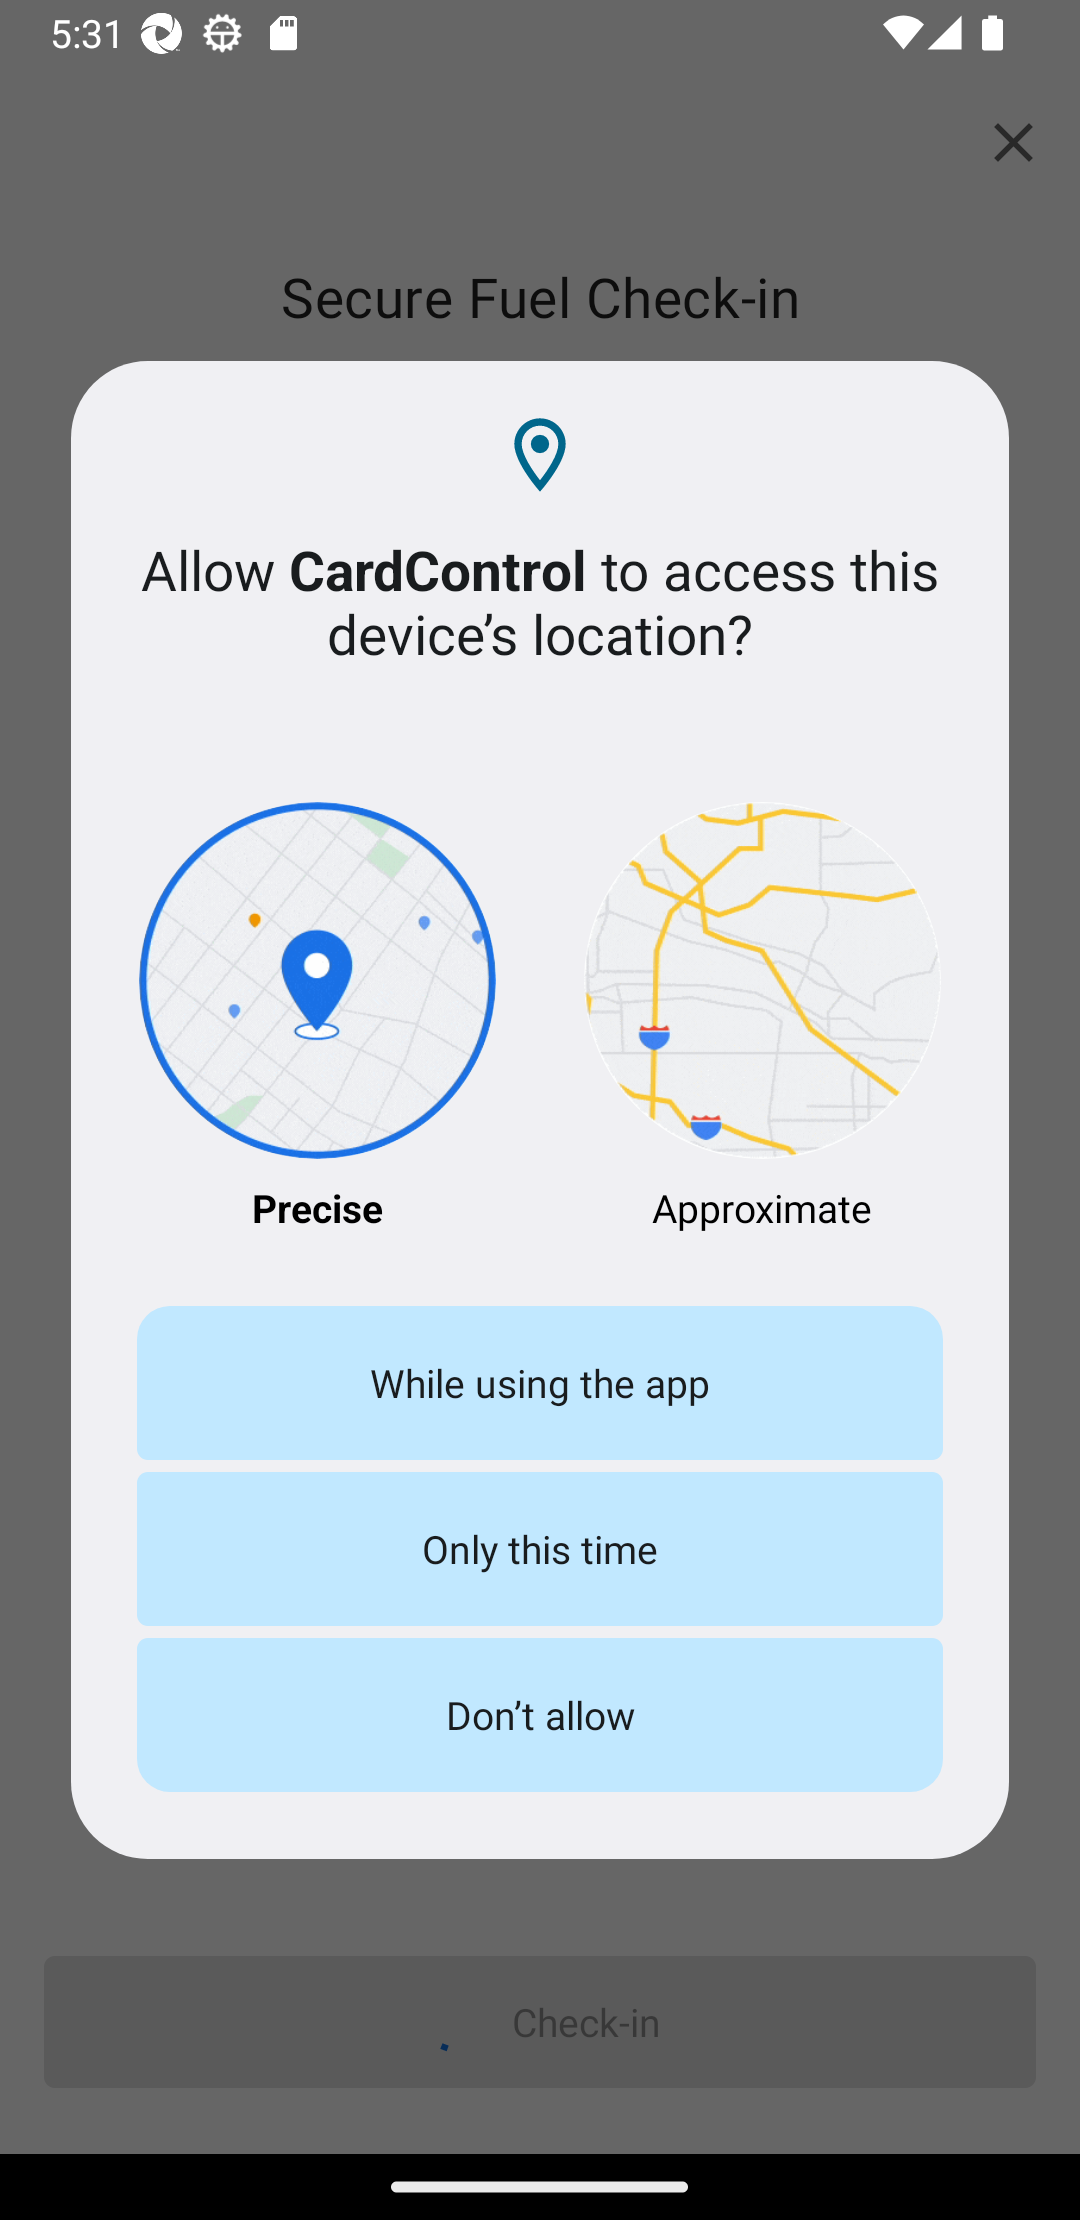 5:31
Secure Fuel Check-in
Allow CardControl to access this
device’s location?
Precise
Approximate
While using the app
Only this time
Don’t allow
Check-in